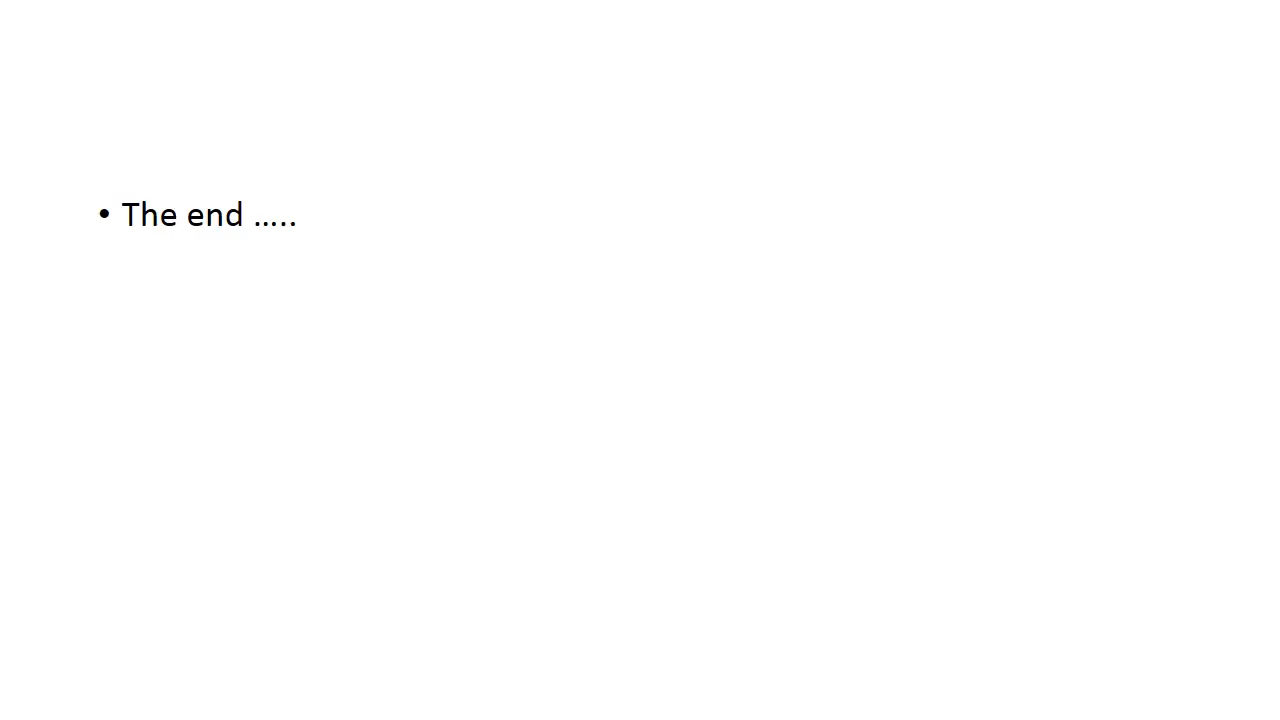 • The end …..